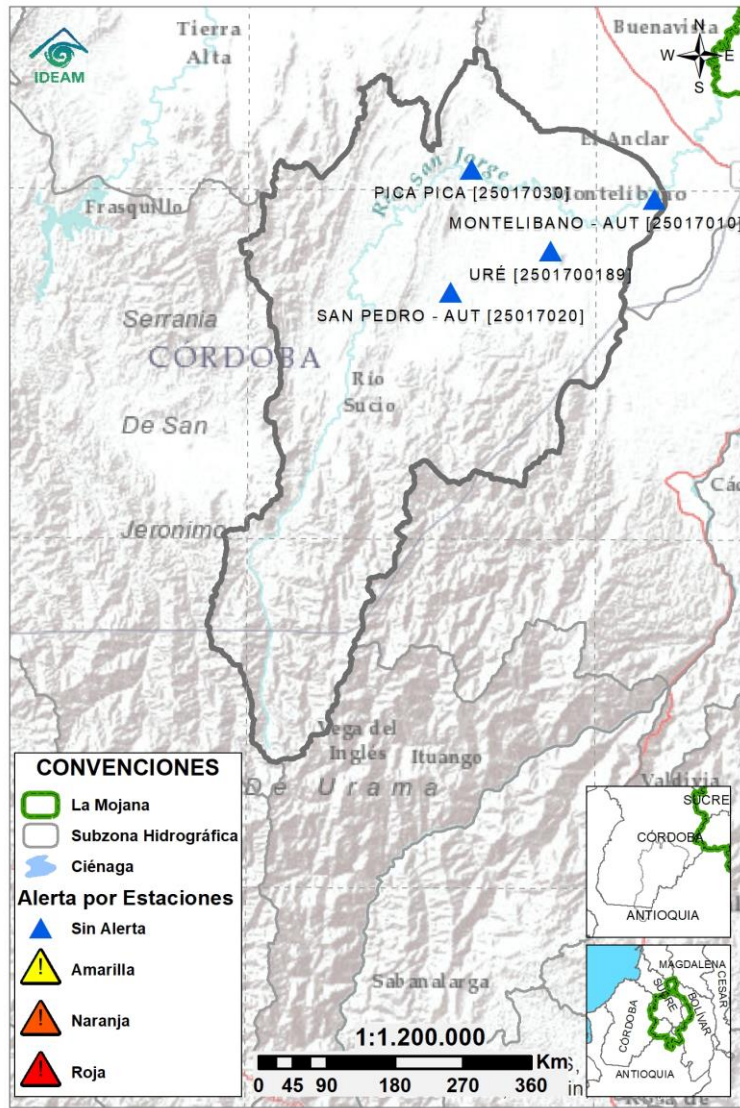 IDEAM
Tierra
Alta
Buenavista
N
W E
S
El Anclar
Río San Jorge
PICA PICA [25017030]
Montelibano
Frasquillo
MONTELIBANO - AUT [25017010]
URÉ [2501700189]
SAN PEDRO - AUT [25017020]
Serrania
CÓRDOBA
Río
Sucio
De San
Jeronimo
Vega del
Inglés
Ituango
De Urama
Valdivia
Sabanalarga
CONVENCIONES
La Mojana
Subzona Hidrográfica
Ciénaga
Alerta por Estaciones
Sin Alerta
Amarilla
Naranja
Roja
1:1.200.000
Km
0 45 90 180 270 360
SUCRE
CÓRDOBA
ANTIOQUIA
MAGDALENA
CESAR
SUCRE
BOLÍVAR
CÓRDOBA
ANTIOQUIA